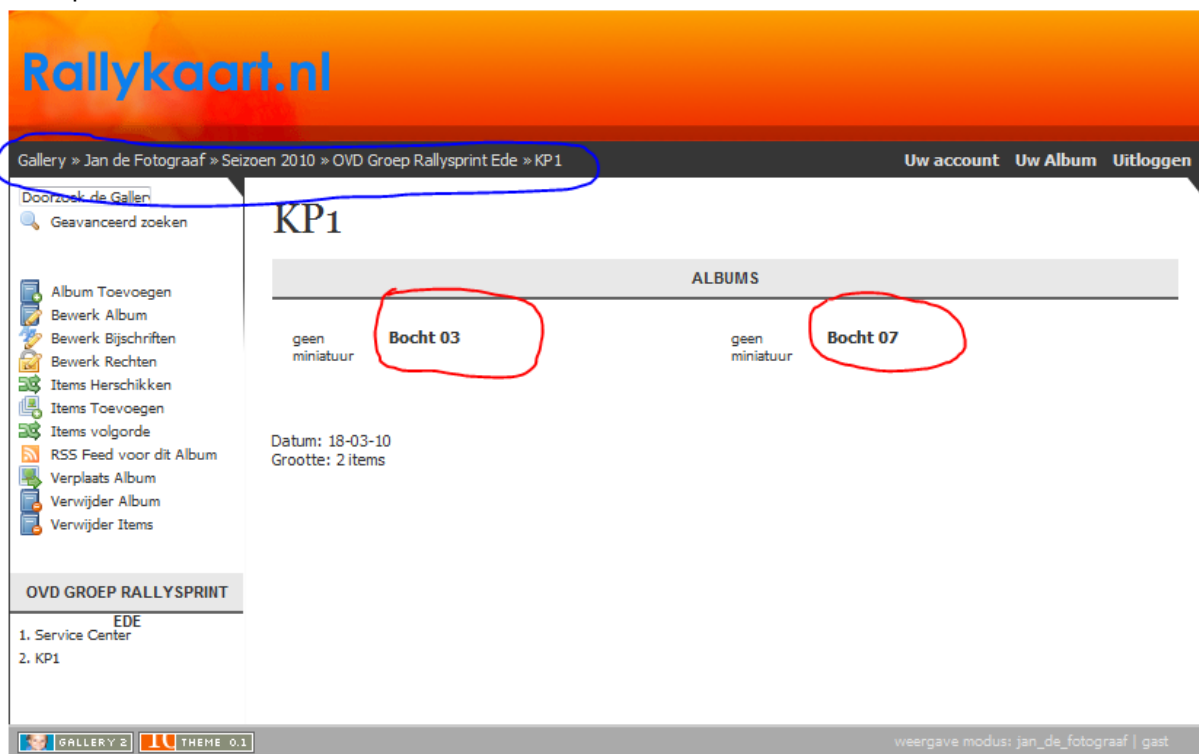 Rallykaart.nl
Gallery » Jan de Fotograaf » Seizoen 2010 » OVD Groep Rallysprint Ede » KP1
Uw account Uw Album Uitloggen
Doorzoek de Galler
Geavanceerd zoeken
Album Toevoegen
Bewerk Album
Bewerk Bijschriften
Bewerk Rechten
Items Herschikken
Items Toevoegen
Items volgorde
RSS Feed voor dit Album
Verplaats Album
Verwijder Album
Verwijder Items
OVD GROEP RALLYSPRINT
EDE
1. Service Center
2. KP1
KP1
ALBUMS
geen
miniatuur
Bocht 03
geen
miniatuur
Bocht 07
Datum: 18-03-10
Grootte: 2 items
GALLERY 2
THEME 0.1
weergave modus: jan_de_fotograaf | gast